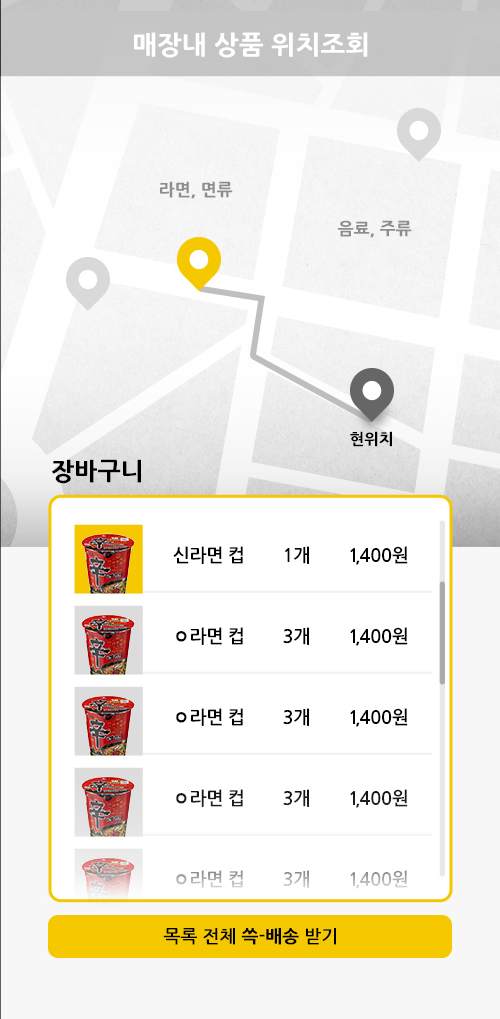 매장내 상품 위치조회
라면, 면류
음료, 주류
현위치
장바구니
신라면 컵 1개 1,400원
ㅇ라면 컵 3개 1,400원
ㅇ라면 컵 3개 1,400원
ㅇ라면 컵 3개 1,400원
ㅇ라면 컵 3개 1,400원
목록 전체 쓱-배송 받기
辛
辛
辛
辛